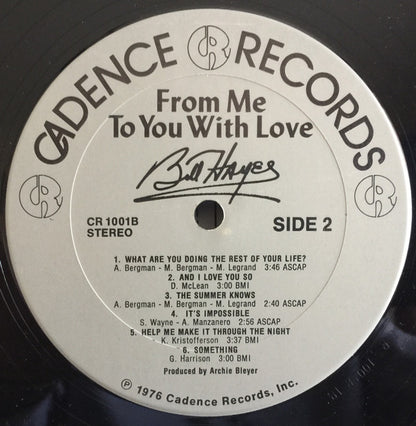 CADENCE RECORDS
From Me
To You With Love
Bill Hayes
CR 1001B
STEREO
SIDE 2
1. WHAT ARE YOU DOING THE REST OF YOUR LIFE?
A. Bergman - M. Bergman - M. Legrand 3:46 ASCAP
2. AND I LOVE YOU SO
D. McLean 3:00 BMI
3. THE SUMMER KNOWS
A. Bergman - M. Bergman - M. Legrand 2:40 ASCAP
4. IT'S IMPOSSIBLE
S. Wayne - A. Manzanero 2:56 ASCAP
5. HELP ME MAKE IT THROUGH THE NIGHT
K. Kristofferson 3:37 BMI
6. SOMETHING
G. Harrison 3:00 BMI
Produced by Archie Bleyer
℗ 1976 Cadence Records, Inc.